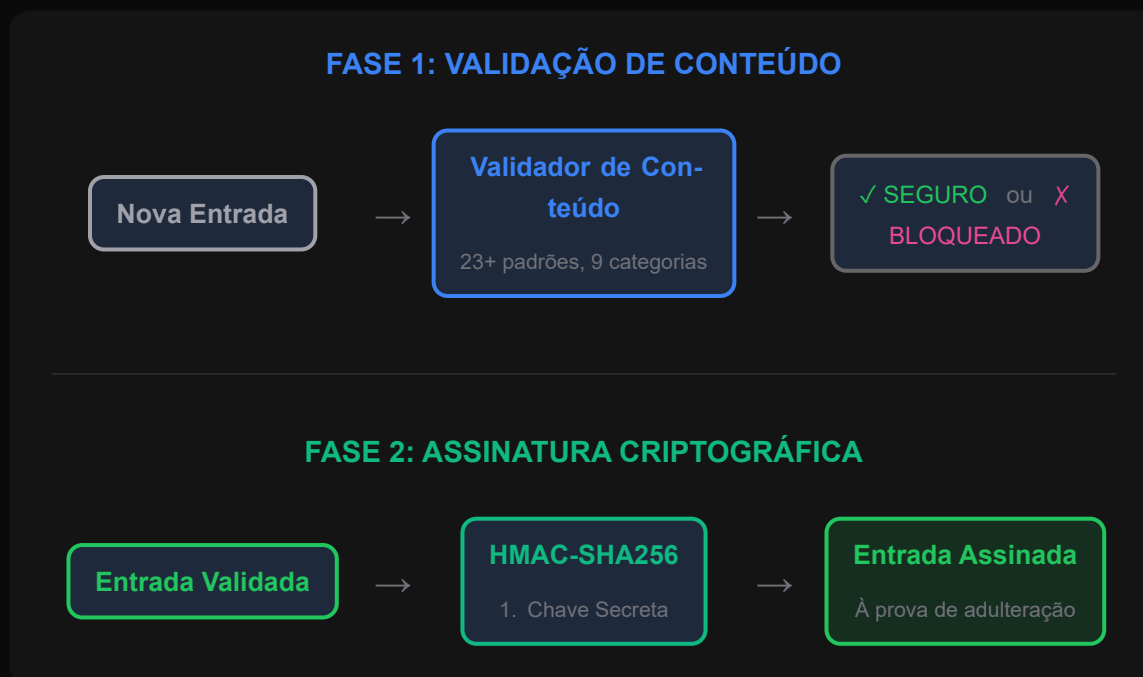 FASE 1: VALIDAÇÃO DE CONTEÚDO
Nova Entrada
→
Validador de Con-
teúdo
23+ padrões, 9 categorias
→
✓ SEGURO ou ✗
BLOQUEADO
FASE 2: ASSINATURA CRIPTOGRÁFICA
Entrada Validada
→
HMAC-SHA256
1. Chave Secreta
→
Entrada Assinada
À prova de adulteração